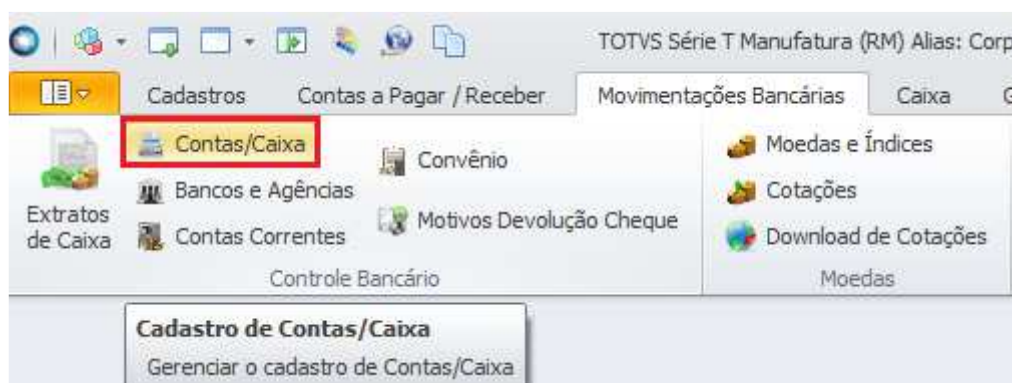 TOTVS Série T Manufatura (RM) Alias: Corp
Cadastros Contas a Pagar / Receber Movimentações Bancárias Caixa
Extratos de Caixa
Contas/Caixa
Bancos e Agências
Contas Correntes
Convênio
Motivos Devolução Cheque
Controle Bancário
Moedas e Índices
Cotações
Download de Cotações
Moedas
Cadastro de Contas/Caixa
Gerenciar o cadastro de Contas/Caixa